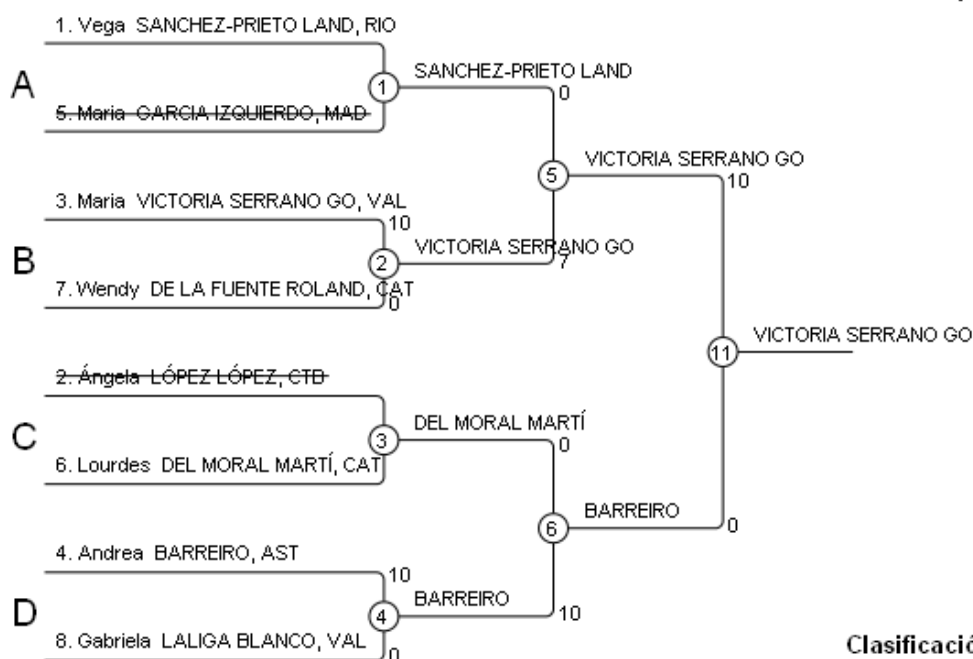 1. Vega SANCHEZ-PRIETO LAND, RIO
A
1
SANCHEZ-PRIETO LAND
0
5. Maria GARCIA IZQUIERDO, MAD
5
VICTORIA SERRANO GO
10
3. Maria VICTORIA SERRANO GO, VAL
10
B
2
VICTORIA SERRANO GO
7
7. Wendy DE LA FUENTE ROLAND, CAT
0
11
VICTORIA SERRANO GO
2. Ángela LÓPEZ LÓPEZ, CTB
C
3
DEL MORAL MARTÍ
0
6. Lourdes DEL MORAL MARTÍ, CAT
6
BARREIRO
0
4. Andrea BARREIRO, AST
10
D
4
BARREIRO
10
8. Gabriela LALIGA BLANCO, VAL
0
Clasificació